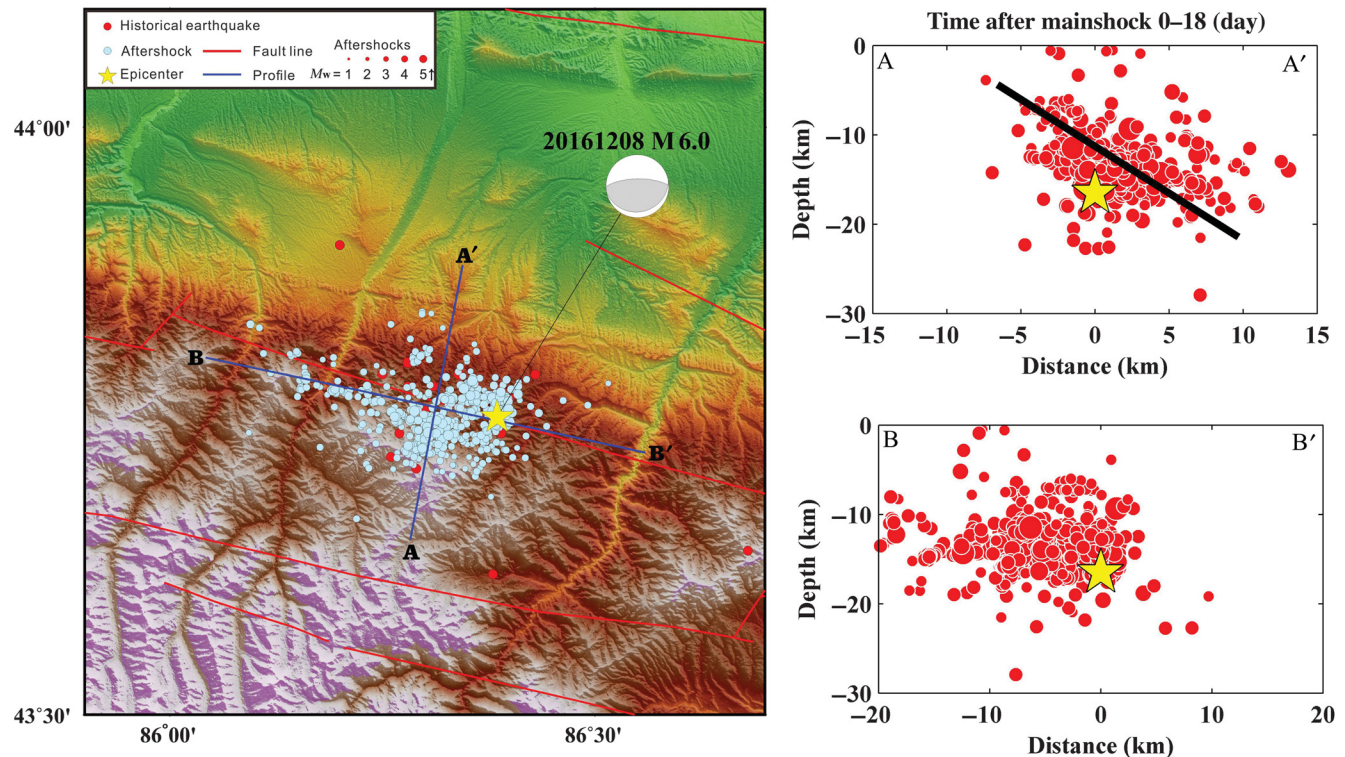 Historical earthquake
Aftershock
Fault line
Aftershocks
Epicenter
Profile
Mw = 1 2 3 4 5↑
44°00′
43°30′
86°00′
86°30′
20161208 M 6.0
A′
B
B′
A
Time after mainshock 0–18 (day)
A
A′
0
−10
−20
−30
Depth (km)
−15 −10 −5 0 5 10 15
Distance (km)
B
B′
0
−10
−20
−30
Depth (km)
−20 −10 0 10 20
Distance (km)